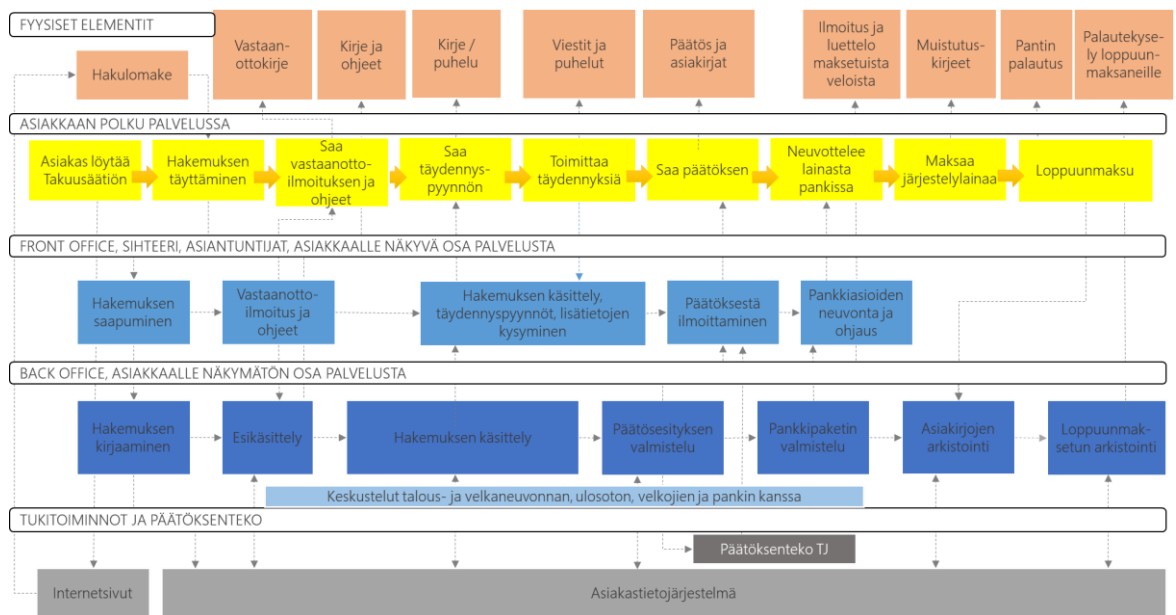 FYYSISET ELEMENTIT
Hakulomake
Vastaan-
ottokirje
Kirje ja
ohjeet
Kirje /
puhelu
Viestit ja
puhelut
Päätös ja
asiakirjat
Ilmoitus ja
luettelo
maksetuista
veloista
Muistutus-
kirjeet
Pantin
palautus
Palauteky-
sely loppuun-
maksaneille
ASIAKKAAN POLKU PALVELUSSA
Asiakas löytää
Takuusäätiön
Hakemuksen
täyttäminen
Saa
vastaanotto-
ilmoituksen ja
ohjeet
Saa
täydennys-
pyynnön
Toimittaa
täydennyksiä
Saa päätöksen
Neuvottelee
lainasta
pankissa
Maksaa
järjestelylainaa
Loppuunmaksu
FRONT OFFICE, SIHTEERI, ASIANTUNTIJAT, ASIAKKAALLE NÄKYVÄ OSA PALVELUSTA
Hakemuksen
saapuminen
Vastaanotto-
ilmoitus ja
ohjeet
Hakemuksen käsittely,
täydennyspyynnöt, lisätietojen
kysyminen
Päätöksestä
ilmoittaminen
Pankkiasioiden
neuvonta ja
ohjaus
BACK OFFICE, ASIAKKAALLE NÄKYMÄTÖN OSA PALVELUSTA
Hakemuksen
kirjaaminen
Esikäsittely
Hakemuksen käsittely
Päätösesityksen
valmistelu
Pankkipaketin
valmistelu
Asiakirjojen
arkistointi
Loppuunmak-
setun arkistointi
Keskustelut talous- ja velkaneuvonnan, ulosoton, velkojien ja pankin kanssa
TUKITOIMINNOT JA PÄÄTÖKSENTEKO
Päätöksenteko TJ
Internetsivut
Asiakastietojärjestelmä